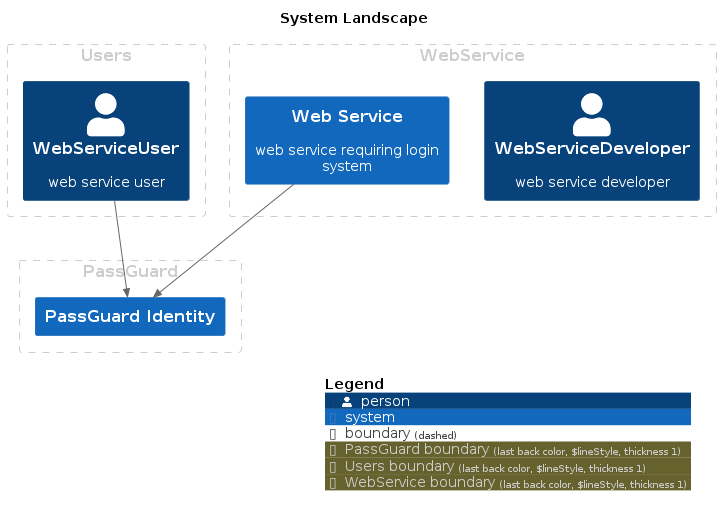 System Landscape
Users
WebService
WebServiceUser
web service user
Web Service
web service requiring login
system
WebServiceDeveloper
web service developer
PassGuard
PassGuard Identity
Legend
person
system
boundary (dashed)
PassGuard boundary (last back color, $lineStyle, thickness 1)
Users boundary (last back color, $lineStyle, thickness 1)
WebService boundary (last back color, $lineStyle, thickness 1)